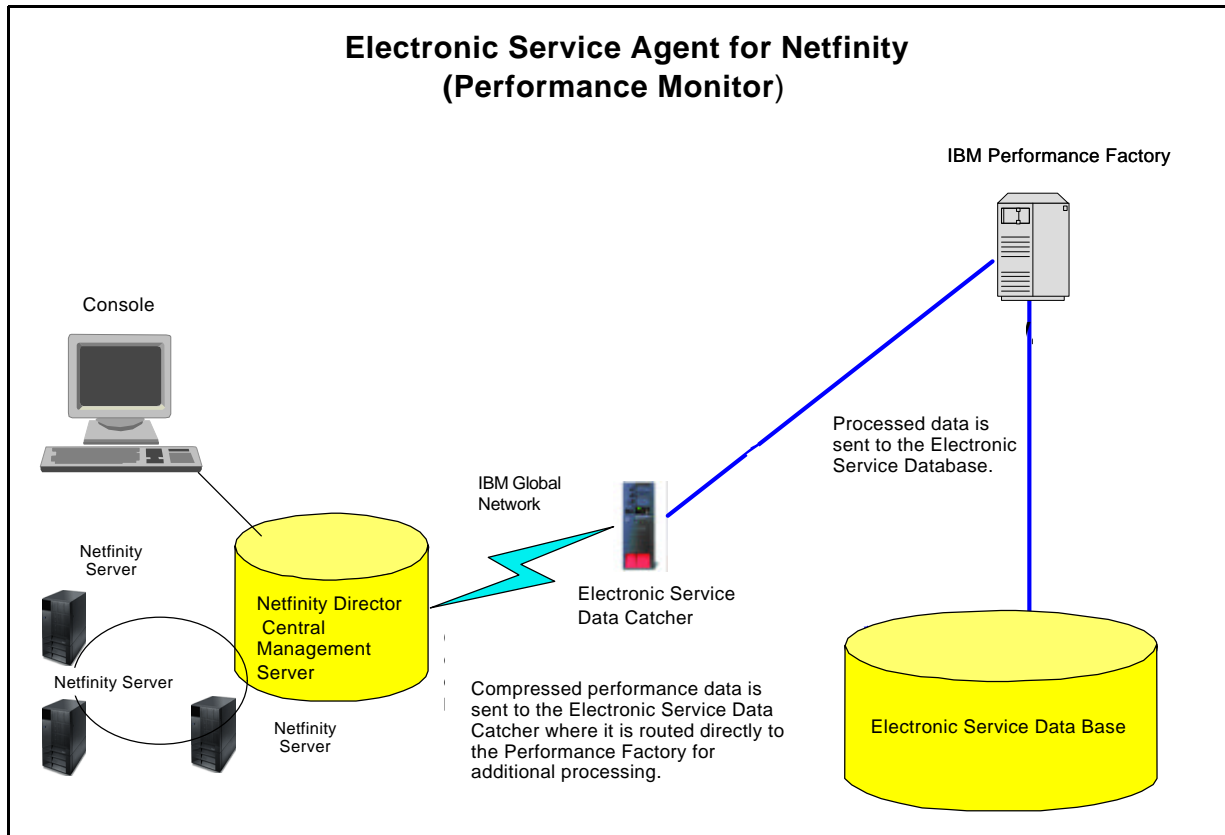 Electronic Service Agent for Netfinity
(Performance Monitor)
IBM Performance Factory
Console
Processed data is
sent to the Electronic
Service Database.
IBM Global
Network
Netfinity
Server
Netfinity Director
Central
Management
Server
Electronic Service
Data Catcher
Netfinity Server
Netfinity
Server
Compressed performance data is
sent to the Electronic Service Data
Catcher where it is routed directly to
the Performance Factory for
additional processing.
Electronic Service Data Base